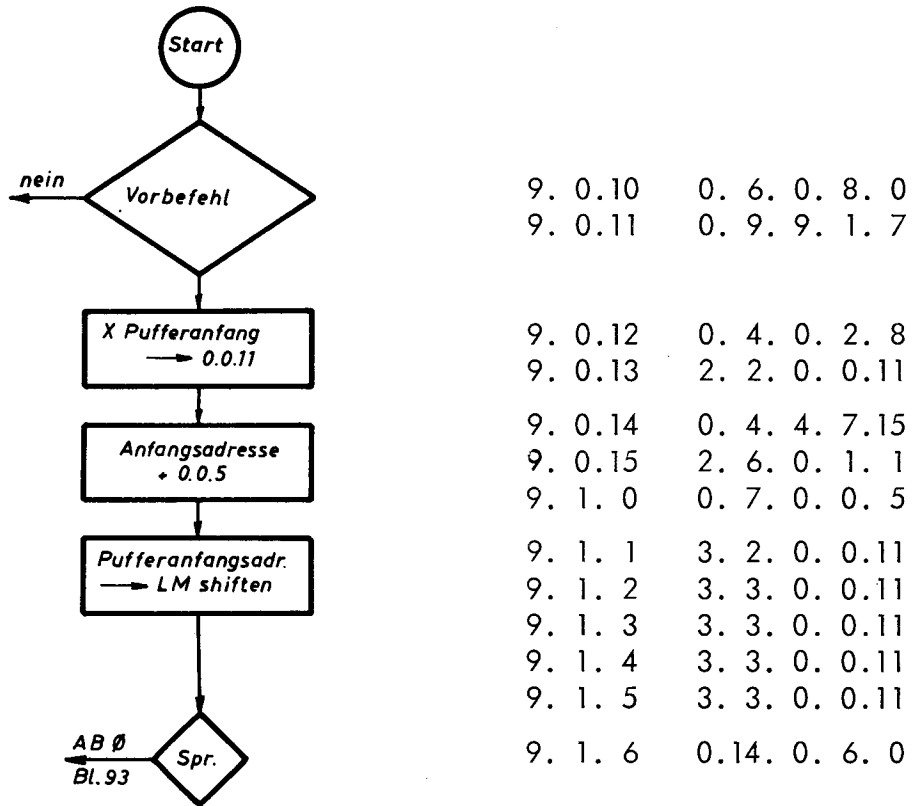 Start
nein
Vorbefehl
9. 0.10 0. 6. 0. 8. 0
9. 0.11 0. 9. 9. 1. 7
X Pufferanfang
→ 0.0.11
9. 0.12 0. 4. 0. 2. 8
9. 0.13 2. 2. 0. 0.11
Anfangsadresse
+ 0.0.5
9. 0.14 0. 4. 4. 7.15
9. 0.15 2. 6. 0. 1. 1
9. 1. 0 0. 7. 0. 0. 5
Pufferanfangsadr.
→ LM shiften
9. 1. 1 3. 2. 0. 0.11
9. 1. 2 3. 3. 0. 0.11
9. 1. 3 3. 3. 0. 0.11
9. 1. 4 3. 3. 0. 0.11
9. 1. 5 3. 3. 0. 0.11
AB Ø
Bl. 93
Spr.
9. 1. 6 0.14. 0. 6. 0